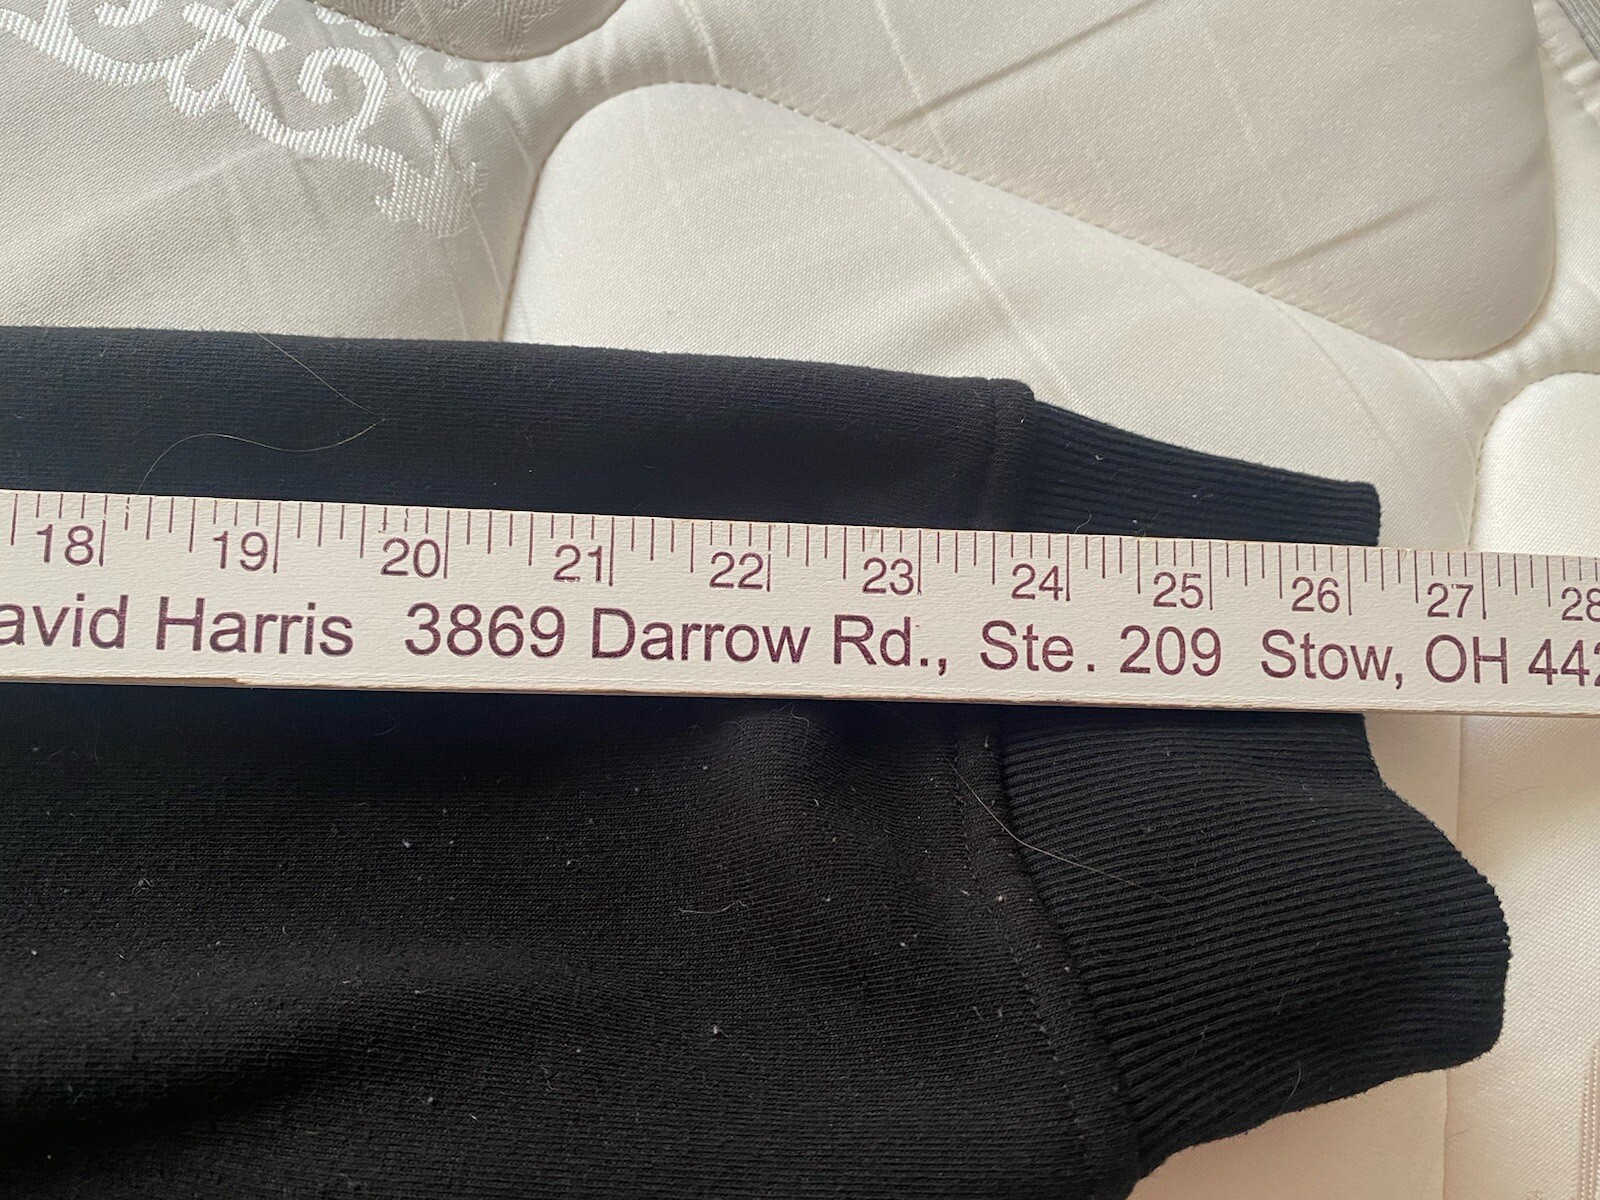 18 19 20 21 22 23 24 25 26 27 28
avid Harris 3869 Darrow Rd., Ste. 209 Stow, OH 442